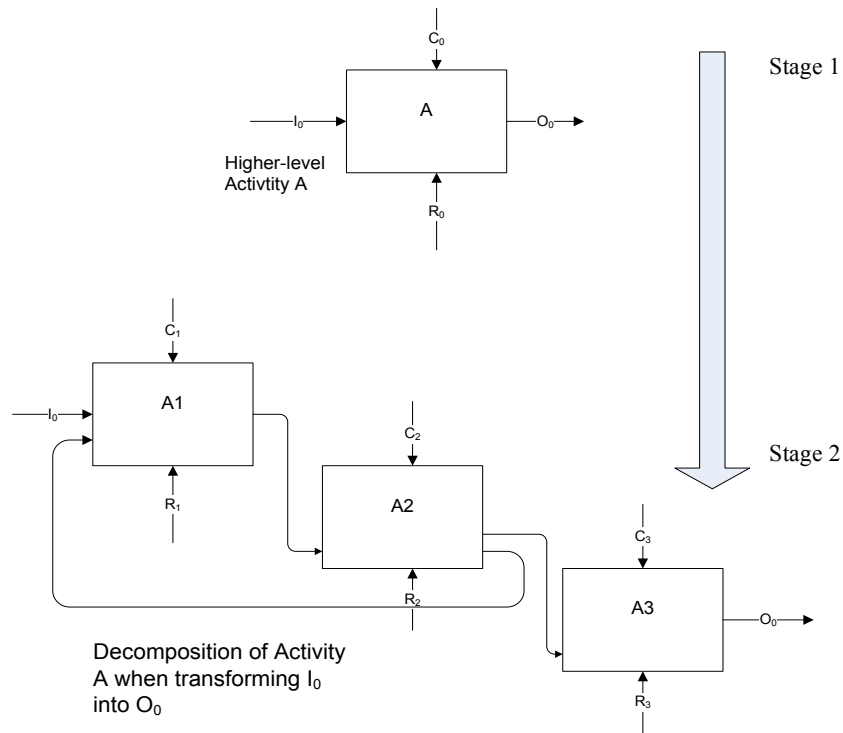 C₀
Stage 1
A
I₀
O₀
Higher-level
Activtity A
R₀
C₁
A1
I₀
C₂
Stage 2
R₁
A2
C₃
R₂
A3
O₀
Decomposition of Activity
A when transforming I₀
into O₀
R₃